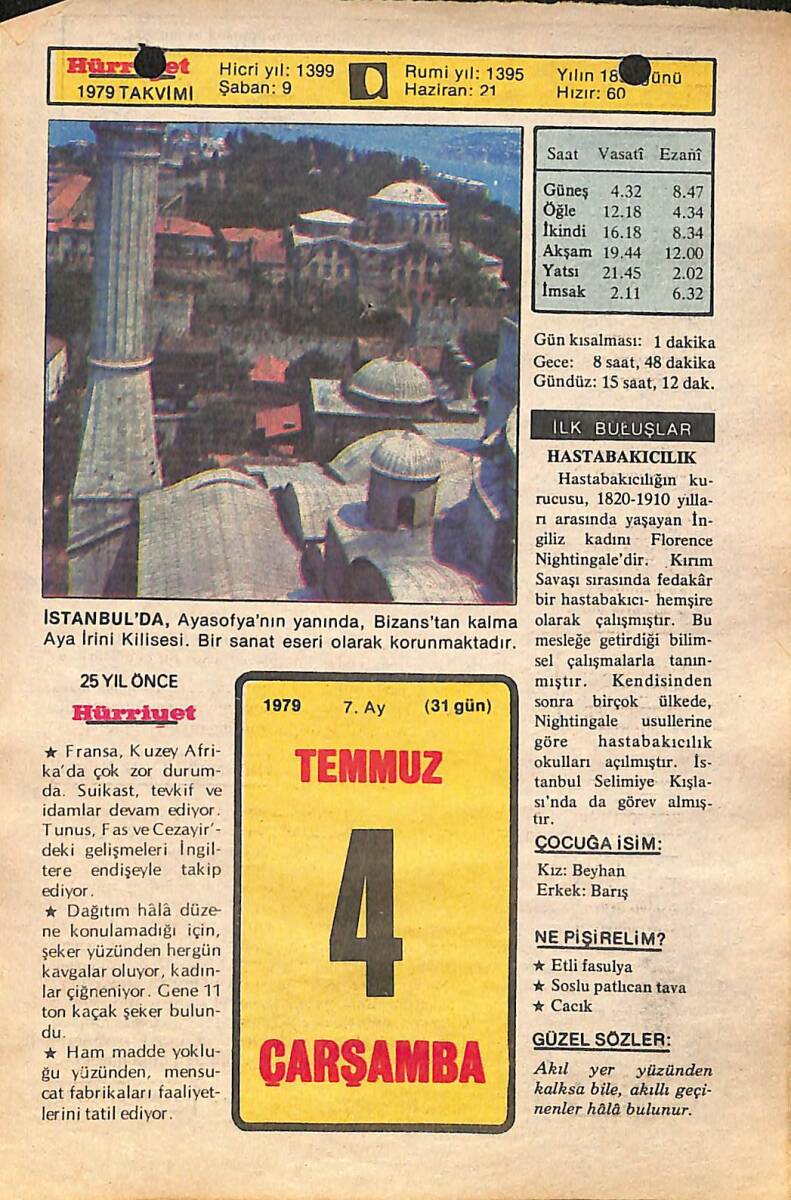 Hürriyet
1979 TAKVİMİ
Hicri yıl: 1399
Şaban: 9
Rumi yıl: 1395
Haziran: 21
Yılın 18 günü
Hızır: 60
Saat Vasatî Ezanî
Güneş 4.32 8.47
Öğle 12.18 4.34
İkindi 16.18 8.34
Akşam 19.44 12.00
Yatsı 21.45 2.02
İmsak 2.11 6.32
Gün kısalması: 1 dakika
Gece: 8 saat, 48 dakika
Gündüz: 15 saat, 12 dak.
İSTANBUL'DA, Ayasofya'nın yanında, Bizans'tan kalma
Aya İrini Kilisesi. Bir sanat eseri olarak korunmaktadır.
İLK BULUŞLAR
HASTABAKICILIK
Hastabakıcılığın ku-
rucusu, 1820-1910 yılla-
rı arasında yaşayan İn-
giliz kadını Florence
Nightingale'dir. Kırım
Savaşı sırasında fedakâr
bir hastabakıcı- hemşire
olarak çalışmıştır. Bu
mesleğe getirdiği bilim-
sel çalışmalarla tanın-
mıştır. Kendisinden
sonra birçok ülkede,
Nightingale usullerine
göre hastabakıcılık
okulları açılmıştır. İs-
tanbul Selimiye Kışla-
sı'nda da görev almış-
tır.
ÇOCUĞA İSİM:
Kız: Beyhan
Erkek: Barış
NE PİŞİRELİM?
★ Etli fasulya
★ Soslu patlıcan tava
★ Cacık
GÜZEL SÖZLER:
Akıl yer yüzünden
kalksa bile, akıllı geçi-
nenler hâlâ bulunur.
25 YIL ÖNCE
Hürriyet
★ Fransa, Kuzey Afri-
ka'da çok zor durum-
da. Suikast, tevkif ve
idamlar devam ediyor.
Tunus, Fas ve Cezayir'-
deki gelişmeleri İngil-
tere endişeyle takip
ediyor.
★ Dağıtım hâlâ düze-
ne konulamadığı için,
şeker yüzünden hergün
kavgalar oluyor, kadın-
lar çiğneniyor. Gene 11
ton kaçak şeker bulun-
du.
★ Ham madde yoklu-
ğu yüzünden, mensu-
cat fabrikaları faaliyet-
lerini tatil ediyor.
1979 7. Ay (31 gün)
TEMMUZ
4
ÇARŞAMBA